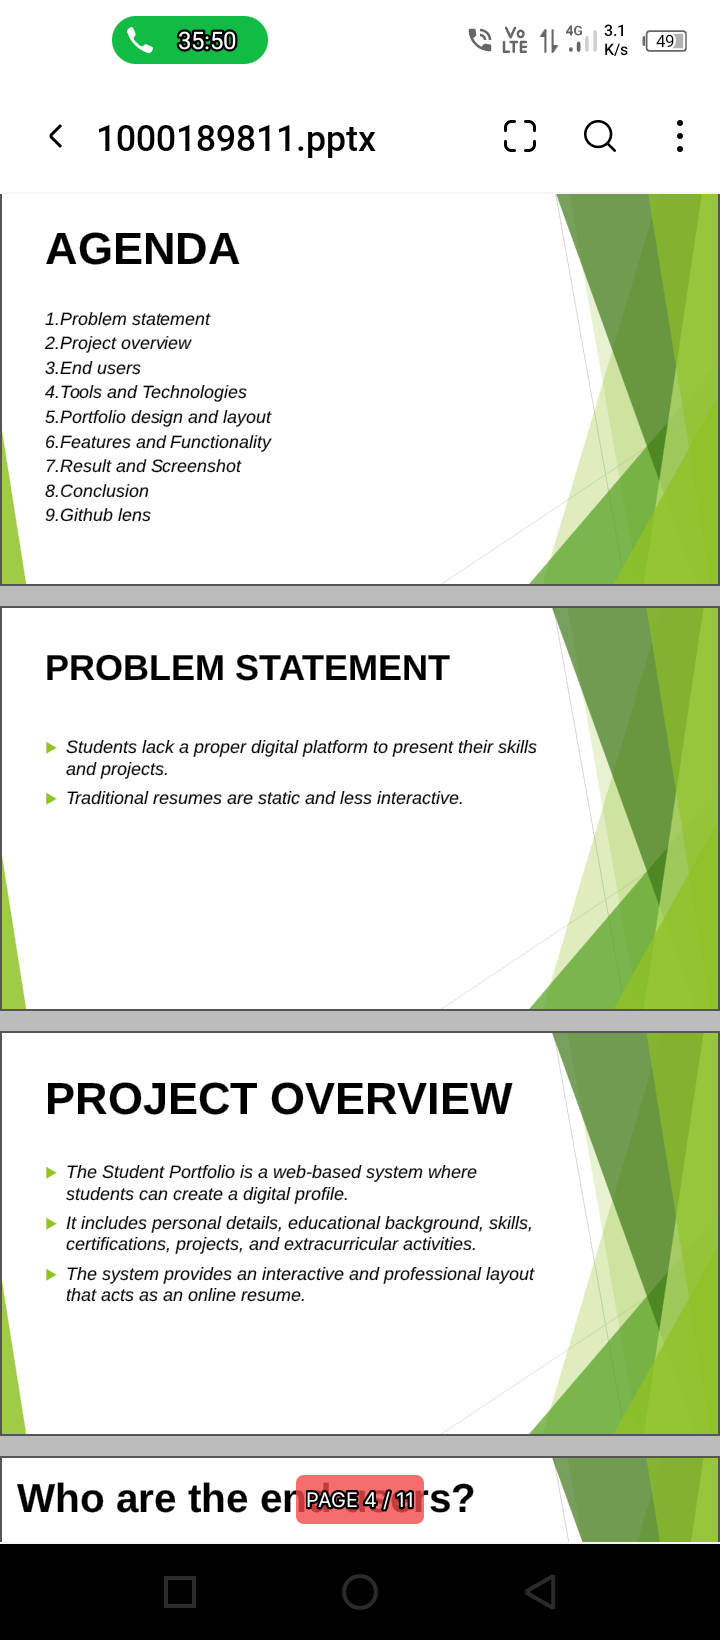 35:50
Vo
LTE
4G
3.1
K/s
49
1000189811.pptx
AGENDA
1.Problem statement
2.Project overview
3.End users
4.Tools and Technologies
5.Portfolio design and layout
6.Features and Functionality
7.Result and Screenshot
8.Conclusion
9.Github lens
PROBLEM STATEMENT
Students lack a proper digital platform to present their skills
and projects.
Traditional resumes are static and less interactive.
PROJECT OVERVIEW
The Student Portfolio is a web-based system where
students can create a digital profile.
It includes personal details, educational background, skills,
certifications, projects, and extracurricular activities.
The system provides an interactive and professional layout
that acts as an online resume.
Who are the end users?
PAGE 4 / 11